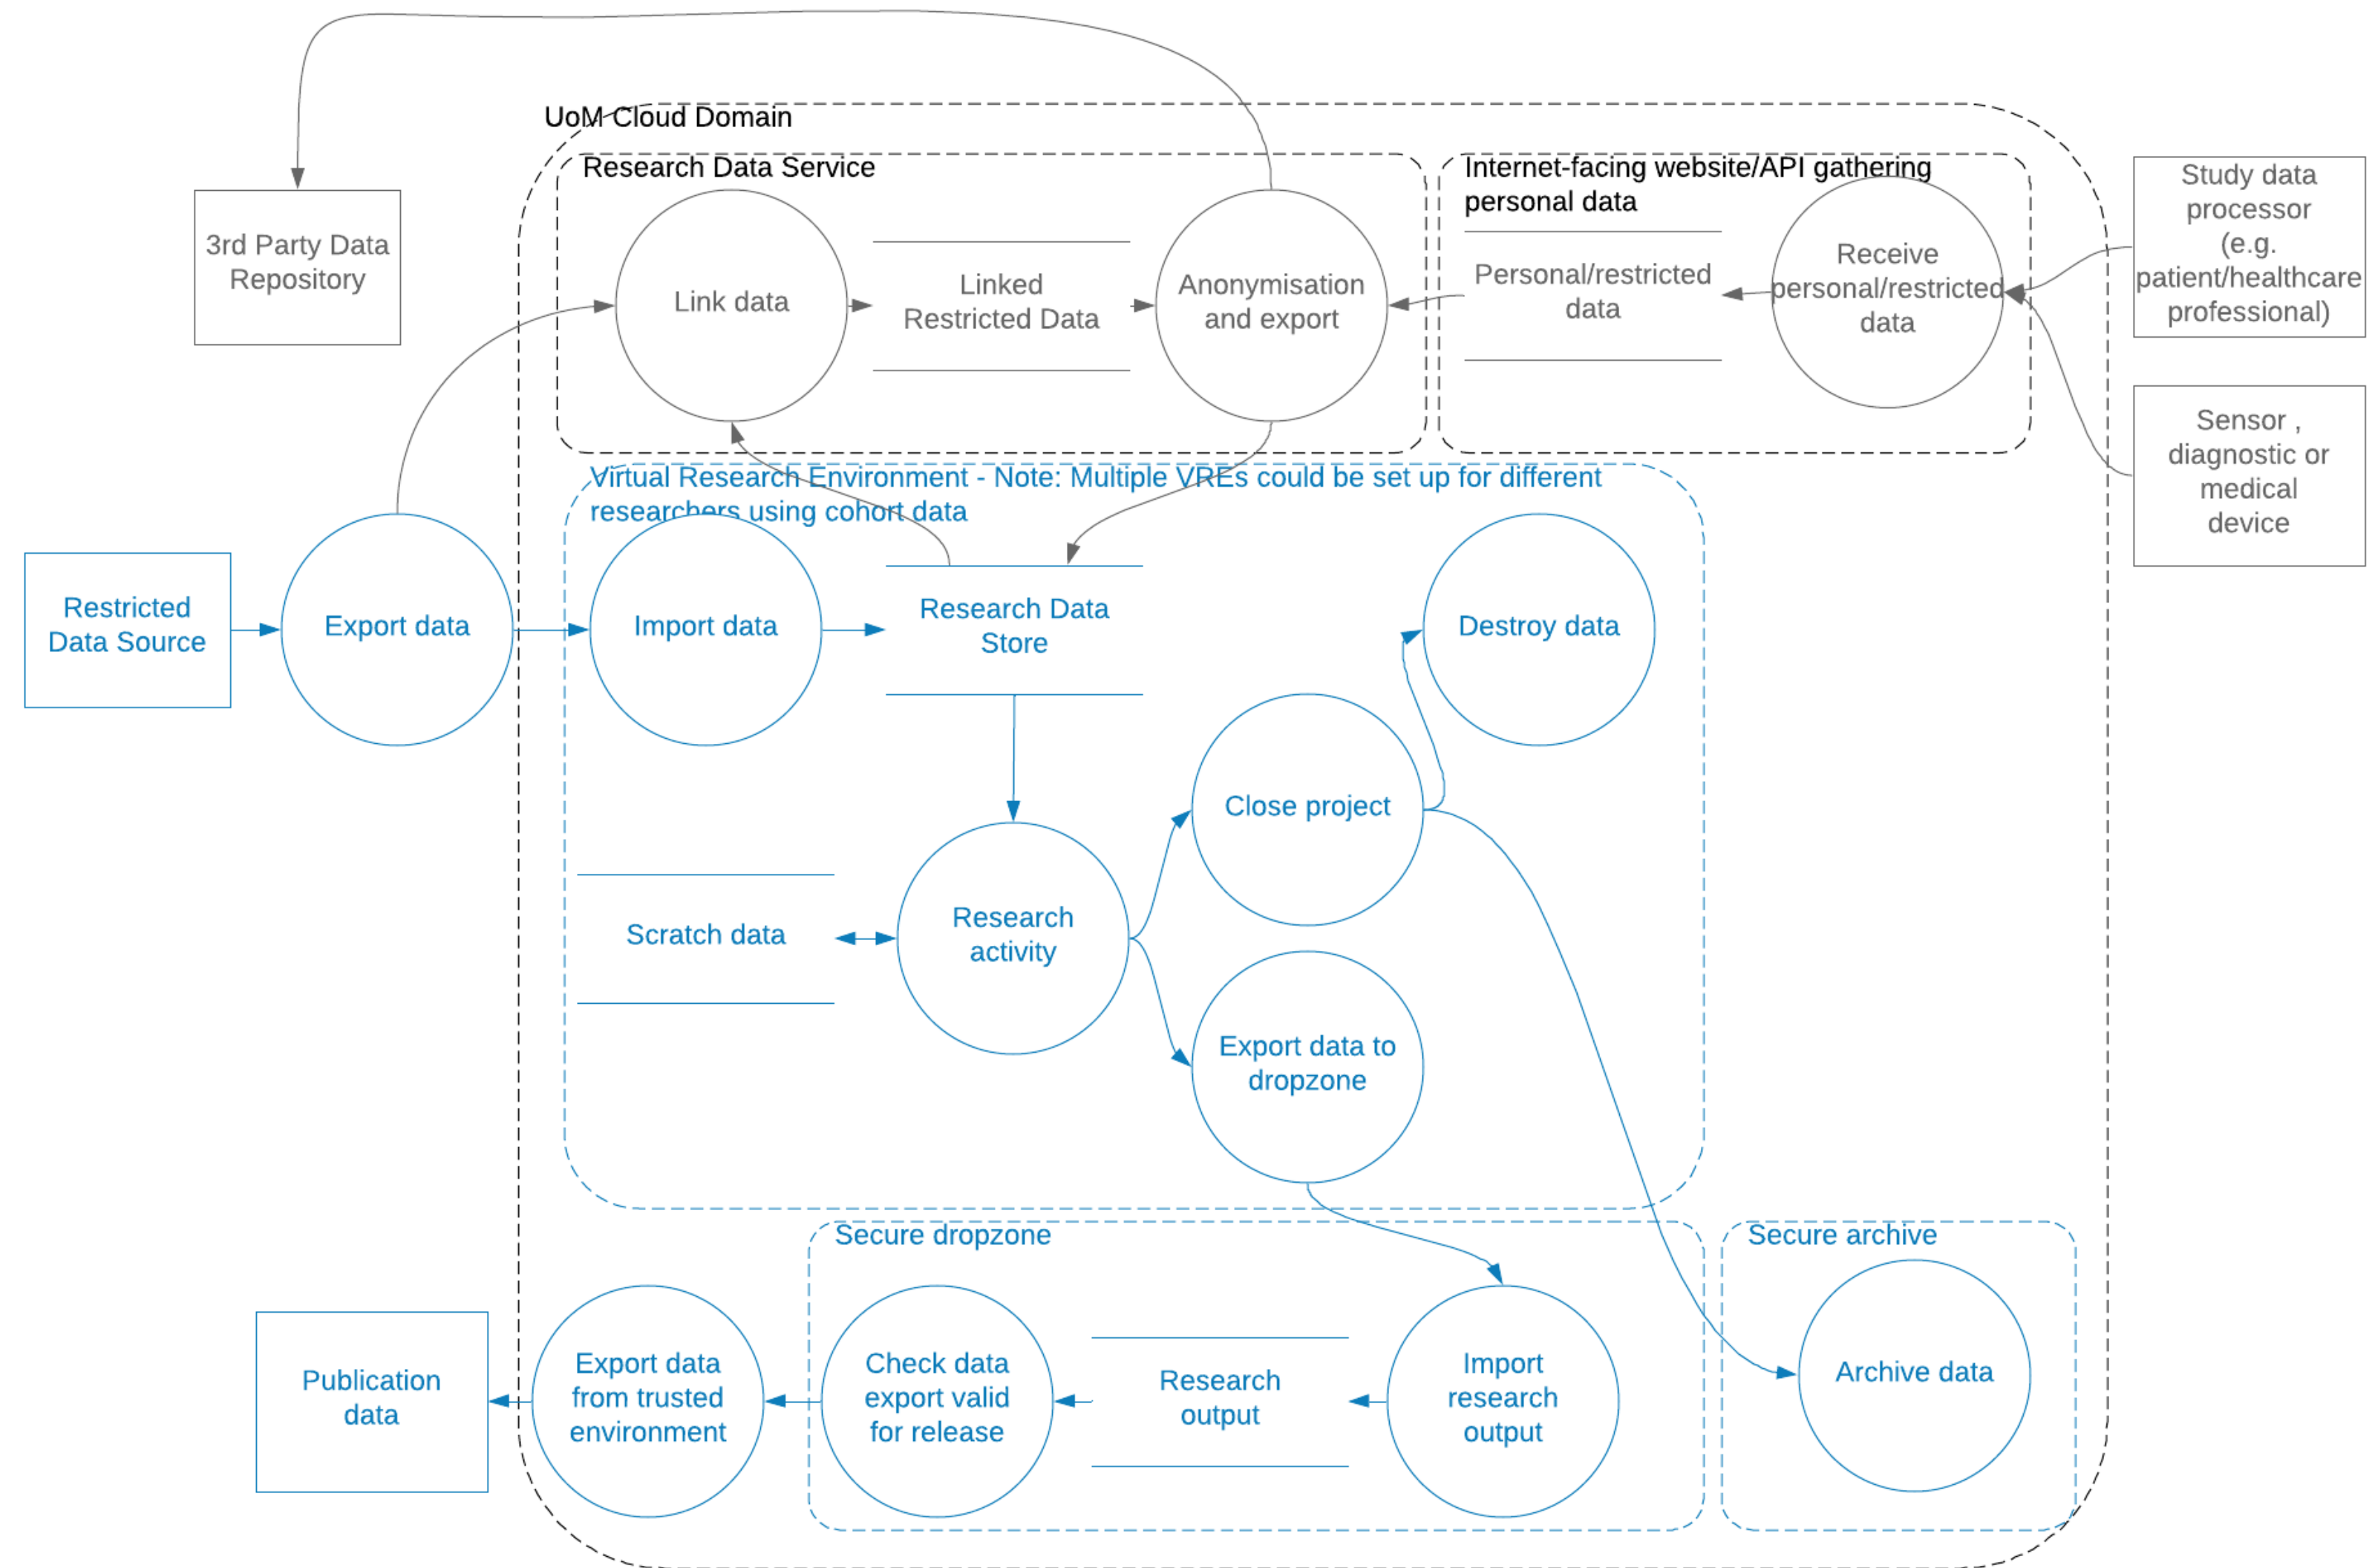 UoM Cloud Domain
Research Data Service
Internet-facing website/API gathering
personal data
Study data
processor
(e.g.
patient/healthcare
professional)
3rd Party Data
Repository
Link data
Linked
Restricted Data
Anonymisation
and export
Personal/restricted
data
Receive
personal/restricted
data
Sensor ,
diagnostic or
medical
device
Virtual Research Environment - Note: Multiple VREs could be set up for different
researchers using cohort data
Restricted
Data Source
Export data
Import data
Research Data
Store
Destroy data
Close project
Scratch data
Research
activity
Export data to
dropzone
Secure dropzone
Secure archive
Publication
data
Export data
from trusted
environment
Check data
export valid
for release
Research
output
Import
research
output
Archive data